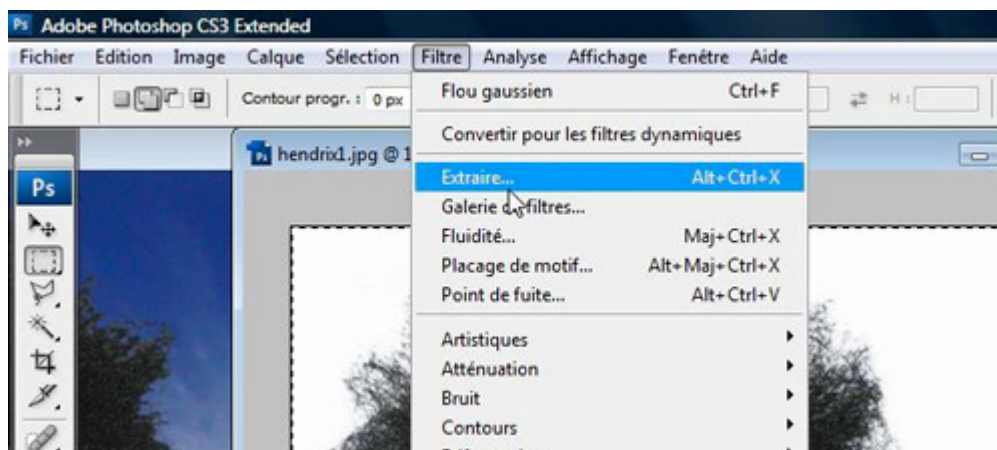 Ps Adobe Photoshop CS3 Extended
Fichier Edition Image Calque Sélection Filtre Analyse Affichage Fenêtre Aide
Contour progr. : 0 px
H :
Flou gaussien Ctrl+F
Convertir pour les filtres dynamiques
hendrix1.jpg @ 1
Ps
Extraire... Alt+Ctrl+X
Galerie filtres...
Fluidité... Maj+Ctrl+X
Placage de motif... Alt+Maj+Ctrl+X
Point de fuite... Alt+Ctrl+V
Artistiques
Atténuation
Bruit
Contours